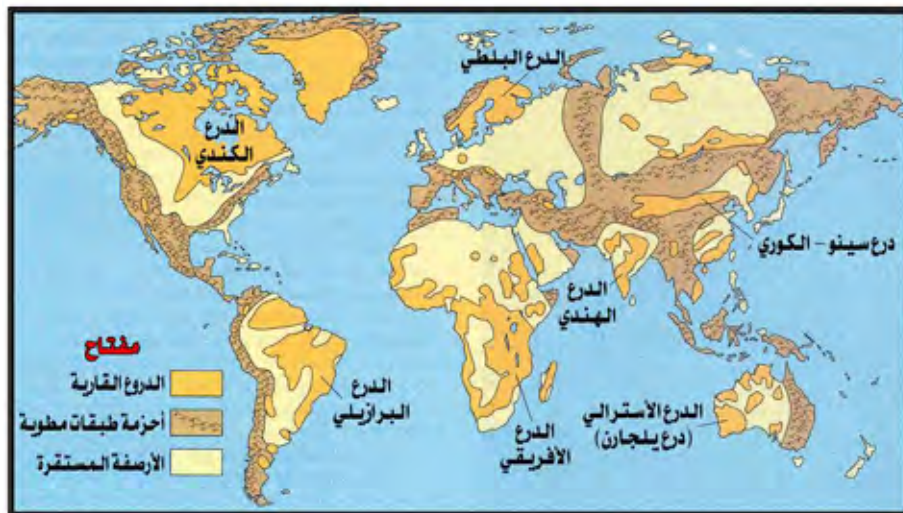 الدرع البلطي
الدرع
الكندي
درع سينو - الكوري
الدرع
الهندي
الدرع
البرازيلي
الدرع
الأفريقي
الدرع الأسترالي
(درع يلجارن)
مفتاح
الدروع القارية
أحزمة طبقات مطوية
الأرصفة المستقرة